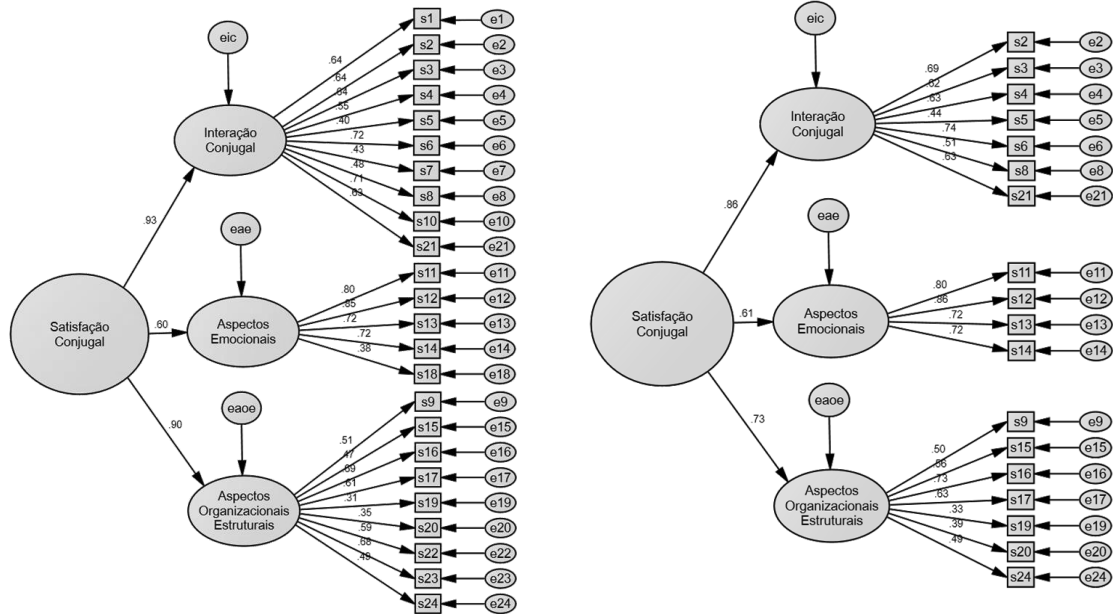 eic
s1
e1
s2
e2
s3
e3
s4
e4
s5
e5
s6
e6
s7
e7
s8
e8
s10
e10
s21
e21
.64
.64
.64
.55
.40
.72
.43
.48
.71
.63
Interação
Conjugal
.93
eae
Satisfação
Conjugal
.60
Aspectos
Emocionais
.80
.85
.72
.72
.38
s11
e11
s12
e12
s13
e13
s14
e14
s18
e18
.90
eaoe
Aspectos
Organizacionais
Estruturais
.51
.47
.69
.61
.31
.35
.59
.68
.49
s9
e9
s15
e15
s16
e16
s17
e17
s19
e19
s20
e20
s22
e22
s23
e23
s24
e24
eic
s2
e2
s3
e3
s4
e4
s5
e5
s6
e6
s8
e8
s21
e21
.69
.62
.63
.44
.74
.51
.63
Interação
Conjugal
.86
eae
Satisfação
Conjugal
.61
Aspectos
Emocionais
.80
.86
.72
.72
s11
e11
s12
e12
s13
e13
s14
e14
.73
eaoe
Aspectos
Organizacionais
Estruturais
.50
.73
.63
.33
.39
.49
s9
e9
s15
e15
s16
e16
s17
e17
s19
e19
s20
e20
s24
e24